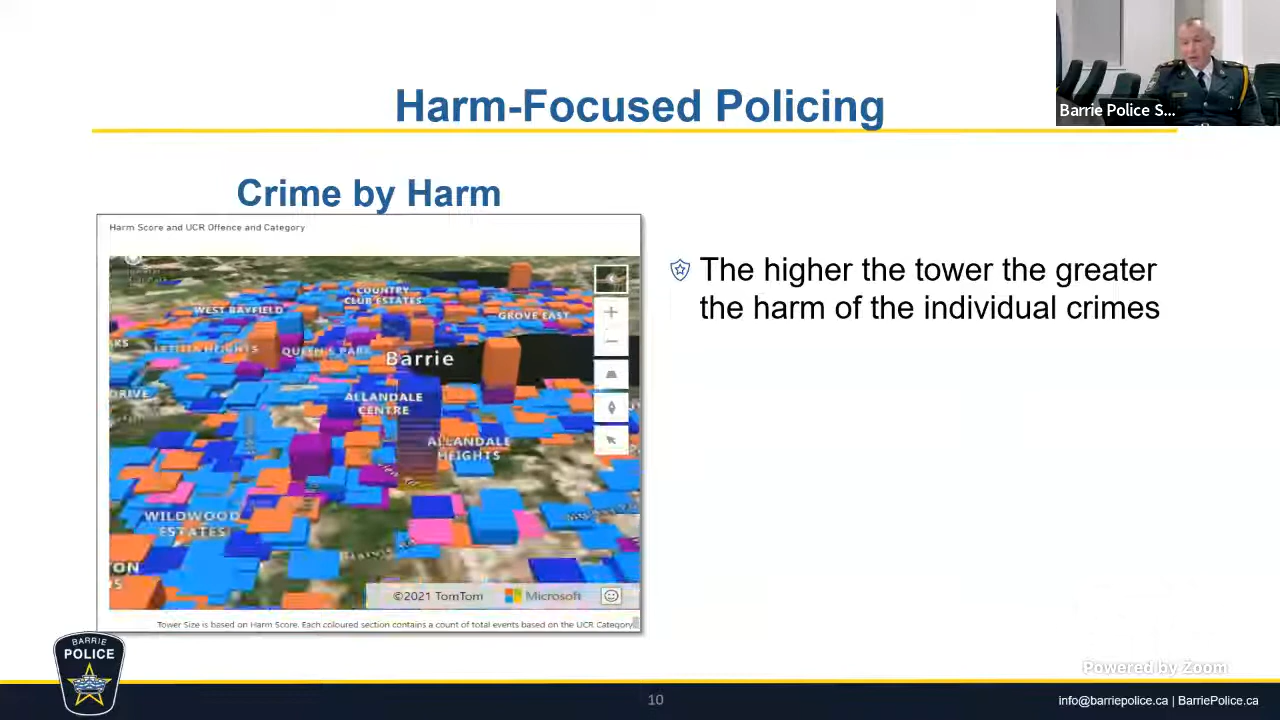 Harm-Focused Policing
Barrie Police S...
Crime by Harm
Harm Score and UCR Offence and Category
The higher the tower the greater
the harm of the individual crimes
COUNTRY
CLUB ESTATES
WEST BAYFIELD
GROVE EAST
LETITIA HEIGHTS
QUEEN'S PARK
Barrie
DRIVE
ALLANDALE
CENTRE
ALLANDALE
HEIGHTS
WILDWOOD
ESTATES
©2021 TomTom
Microsoft
Tower Size is based on Harm Score. Each coloured section contains a count of total events based on the UCR Category
BARRIE
POLICE
Powered by Zoom
10
info@barriepolice.ca | BarriePolice.ca